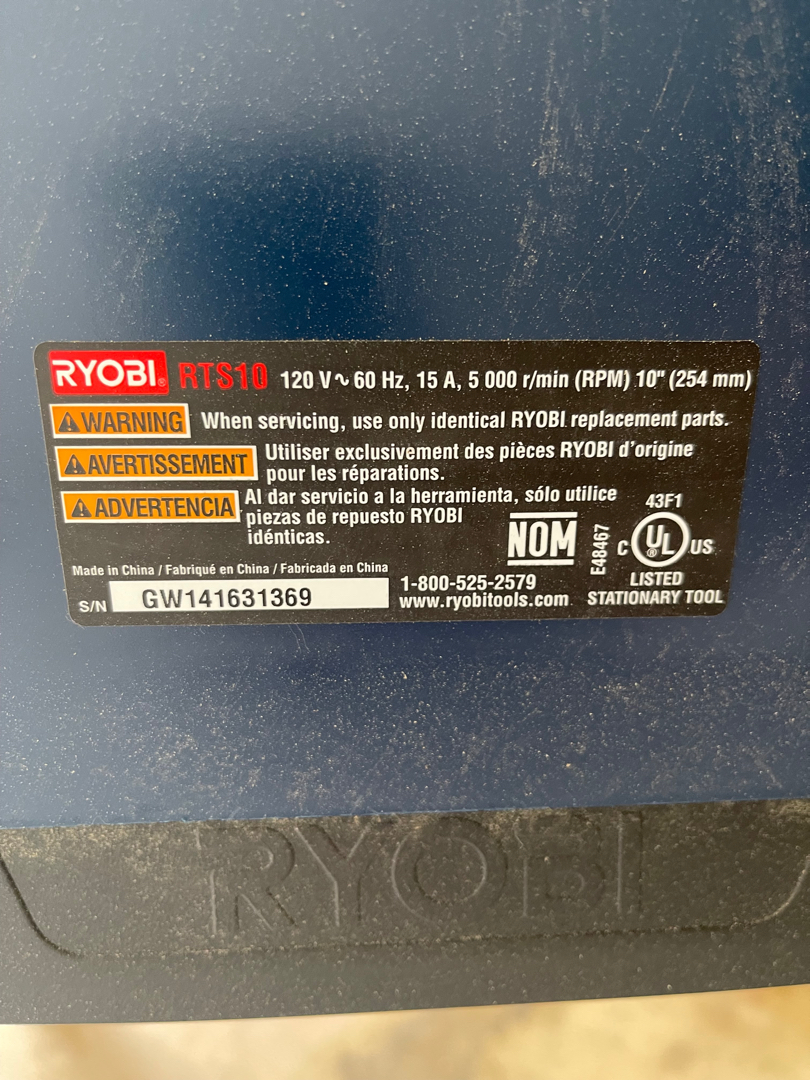 RYOBI® RTS10 120 V~60 Hz, 15 A, 5 000 r/min (RPM) 10" (254 mm)
WARNING When servicing, use only identical RYOBI replacement parts.
AVERTISSEMENT Utiliser exclusivement des pièces RYOBI d'origine
pour les réparations.
ADVERTENCIA Al dar servicio a la herramienta, sólo utilice
piezas de repuesto RYOBI
idénticas.
NOM
E48467
43F1
C UL® US
LISTED
STATIONARY TOOL
Made in China / Fabriqué en China / Fabricada en China
S/N GW141631369
1-800-525-2579
www.ryobitools.com
RYOBI